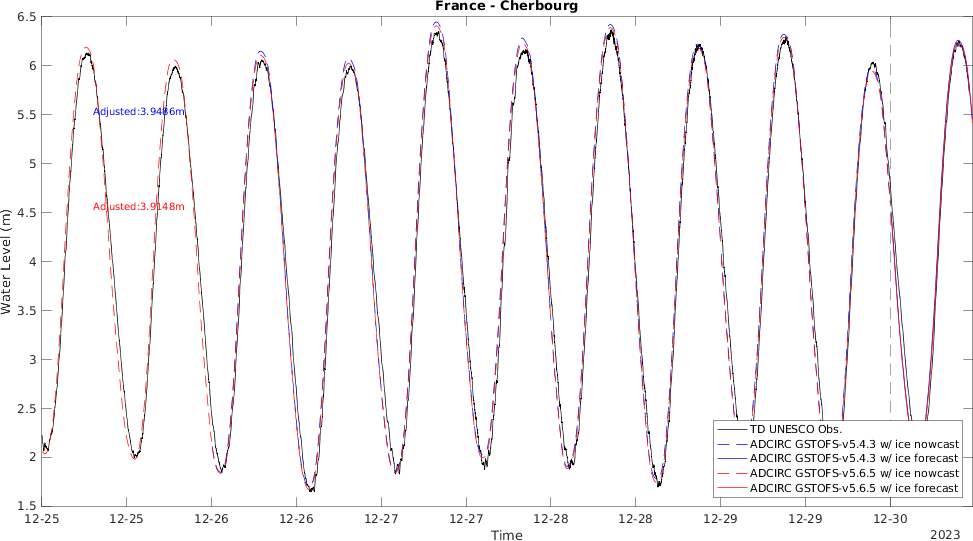 France - Cherbourg
6.5
6
5.5
5
4.5
4
3.5
3
2.5
2
1.5
Water Level (m)
Adjusted:3.9486m
Adjusted:3.9148m
TD UNESCO Obs.
ADCIRC GSTOFS-v5.4.3 w/ ice nowcast
ADCIRC GSTOFS-v5.4.3 w/ ice forecast
ADCIRC GSTOFS-v5.6.5 w/ ice nowcast
ADCIRC GSTOFS-v5.6.5 w/ ice forecast
12-25 12-25 12-26 12-26 12-27 12-27 12-28 12-28 12-29 12-29 12-30
Time
2023